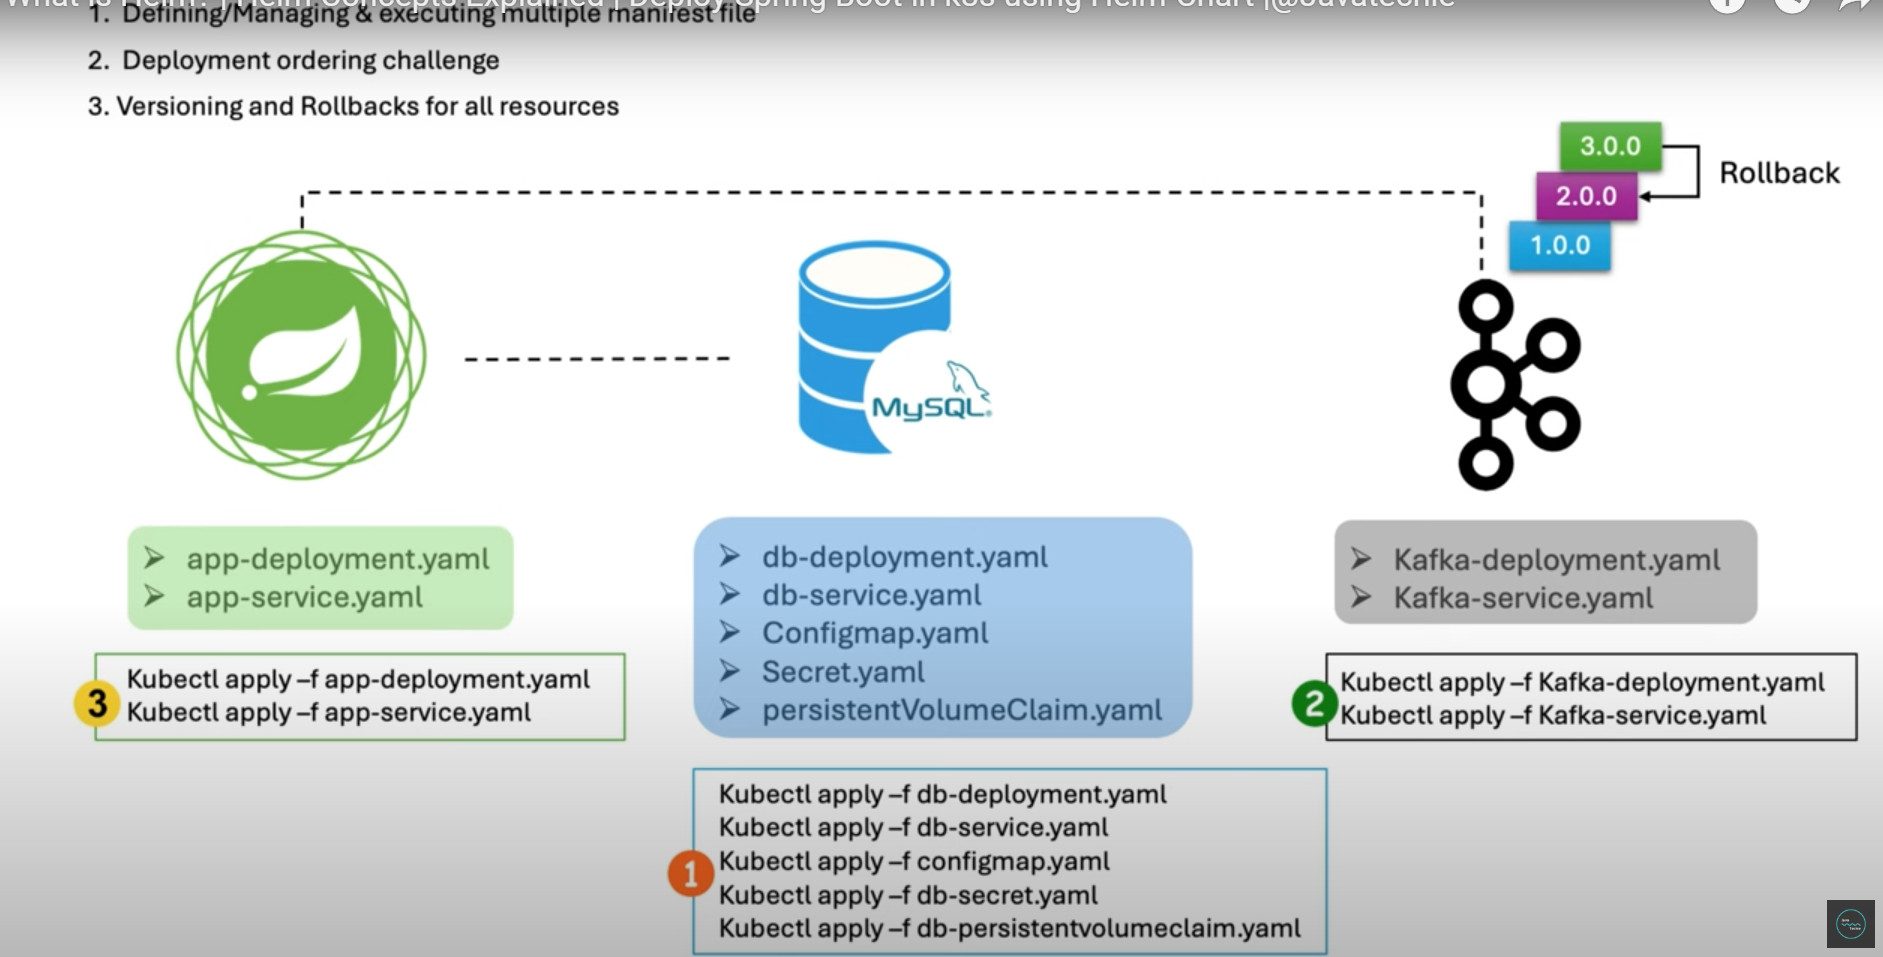 What is Helm? | Helm Concepts Explained | Deploy Spring Boot in K8s using Helm Chart |@Javatechie
1. Defining/Managing & executing multiple manifest file
2. Deployment ordering challenge
3. Versioning and Rollbacks for all resources
3.0.0
2.0.0
1.0.0
Rollback
MySQL®
app-deployment.yaml
app-service.yaml
db-deployment.yaml
db-service.yaml
Configmap.yaml
Secret.yaml
persistentVolumeClaim.yaml
Kafka-deployment.yaml
Kafka-service.yaml
3
Kubectl apply –f app-deployment.yaml
Kubectl apply –f app-service.yaml
2
Kubectl apply –f Kafka-deployment.yaml
Kubectl apply –f Kafka-service.yaml
1
Kubectl apply –f db-deployment.yaml
Kubectl apply –f db-service.yaml
Kubectl apply –f configmap.yaml
Kubectl apply –f db-secret.yaml
Kubectl apply –f db-persistentvolumeclaim.yaml